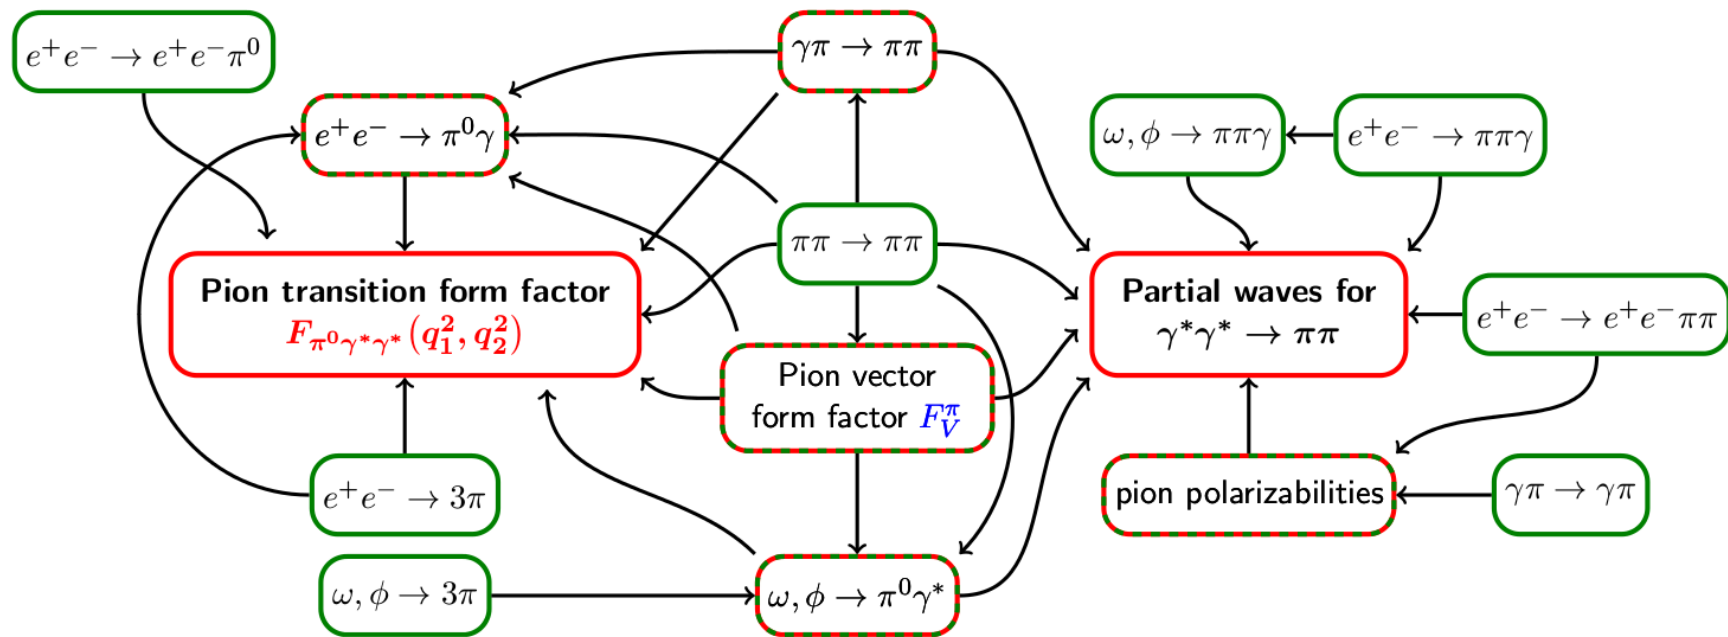 e⁺e⁻ → e⁺e⁻π⁰
γπ → ππ
e⁺e⁻ → π⁰γ
ω, ϕ → ππγ
e⁺e⁻ → ππγ
ππ → ππ
Pion transition form factor
F_{π⁰γ*γ*}(q₁², q₂²)
Partial waves for
γ*γ* → ππ
e⁺e⁻ → e⁺e⁻ππ
Pion vector
form factor F_V^π
e⁺e⁻ → 3π
pion polarizabilities
γπ → γπ
ω, ϕ → 3π
ω, ϕ → π⁰γ*